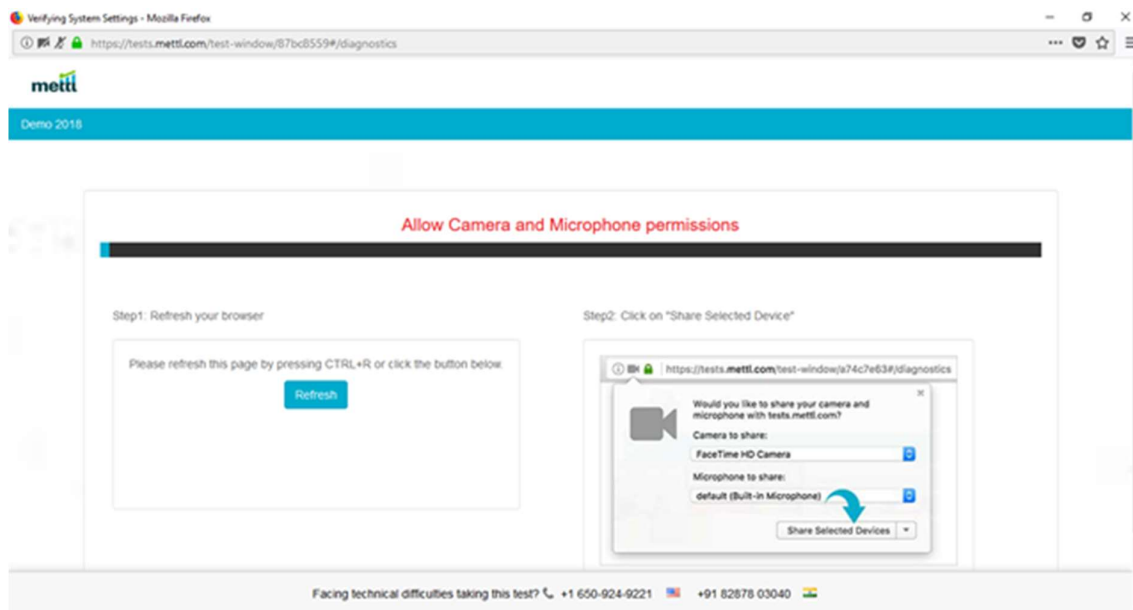 Verifying System Settings - Mozilla Firefox
https://tests.mettl.com/test-window/87bc8559#/diagnostics
mettl
Demo 2018
Allow Camera and Microphone permissions
Step1: Refresh your browser
Please refresh this page by pressing CTRL+R or click the button below.
Refresh
Step2: Click on "Share Selected Device"
https://tests.mettl.com/test-window/a74c7e63#/diagnostics
Would you like to share your camera and
microphone with tests.mettl.com?
Camera to share:
FaceTime HD Camera
Microphone to share:
default (Built-in Microphone)
Share Selected Devices
Facing technical difficulties taking this test? +1 650-924-9221 +91 82878 03040